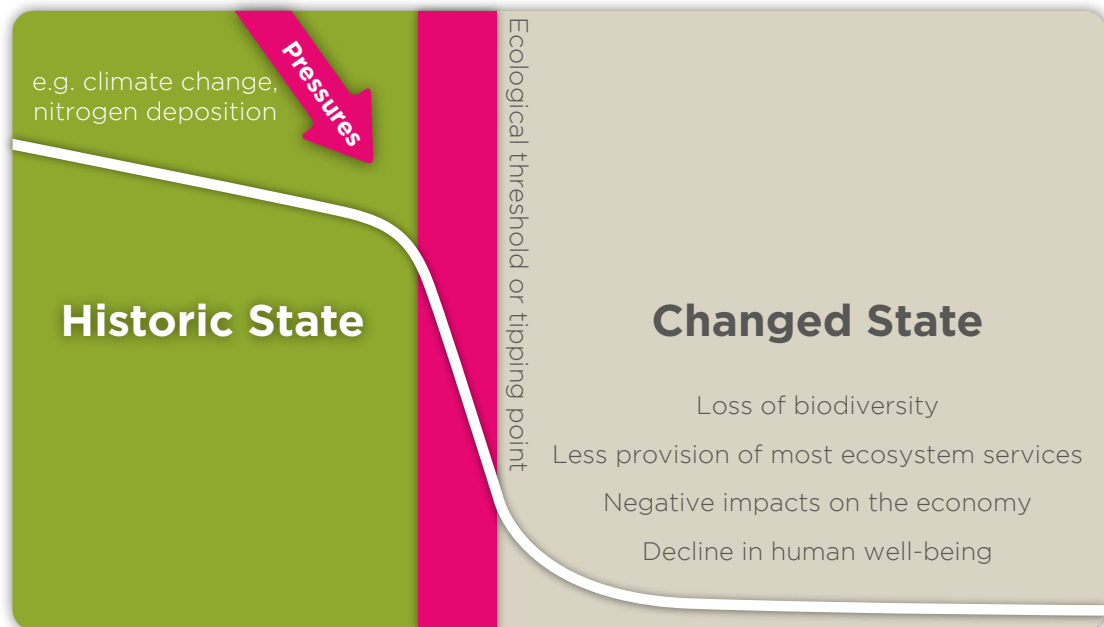 e.g. climate change,
nitrogen deposition
Pressures
Ecological threshold or tipping point
Historic State
Changed State
Loss of biodiversity
Less provision of most ecosystem services
Negative impacts on the economy
Decline in human well-being